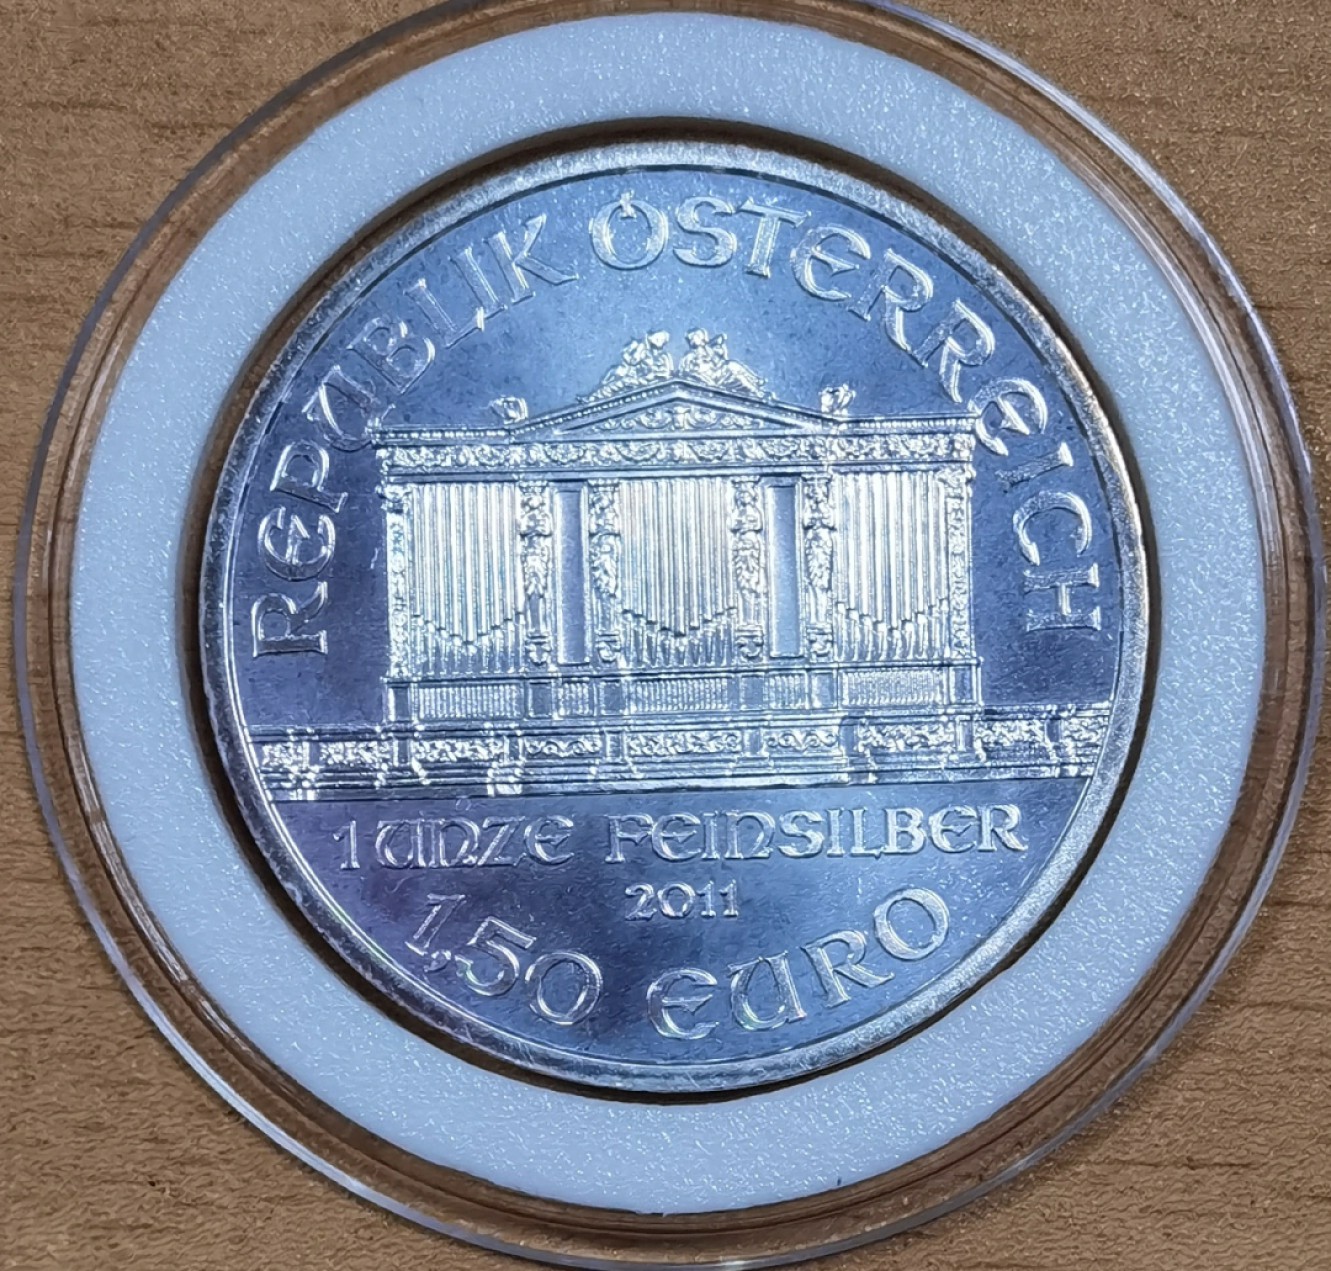 REPUBLIK ÖSTERREICH
1 UNZE FEINSILBER
2011
1,50 EURO